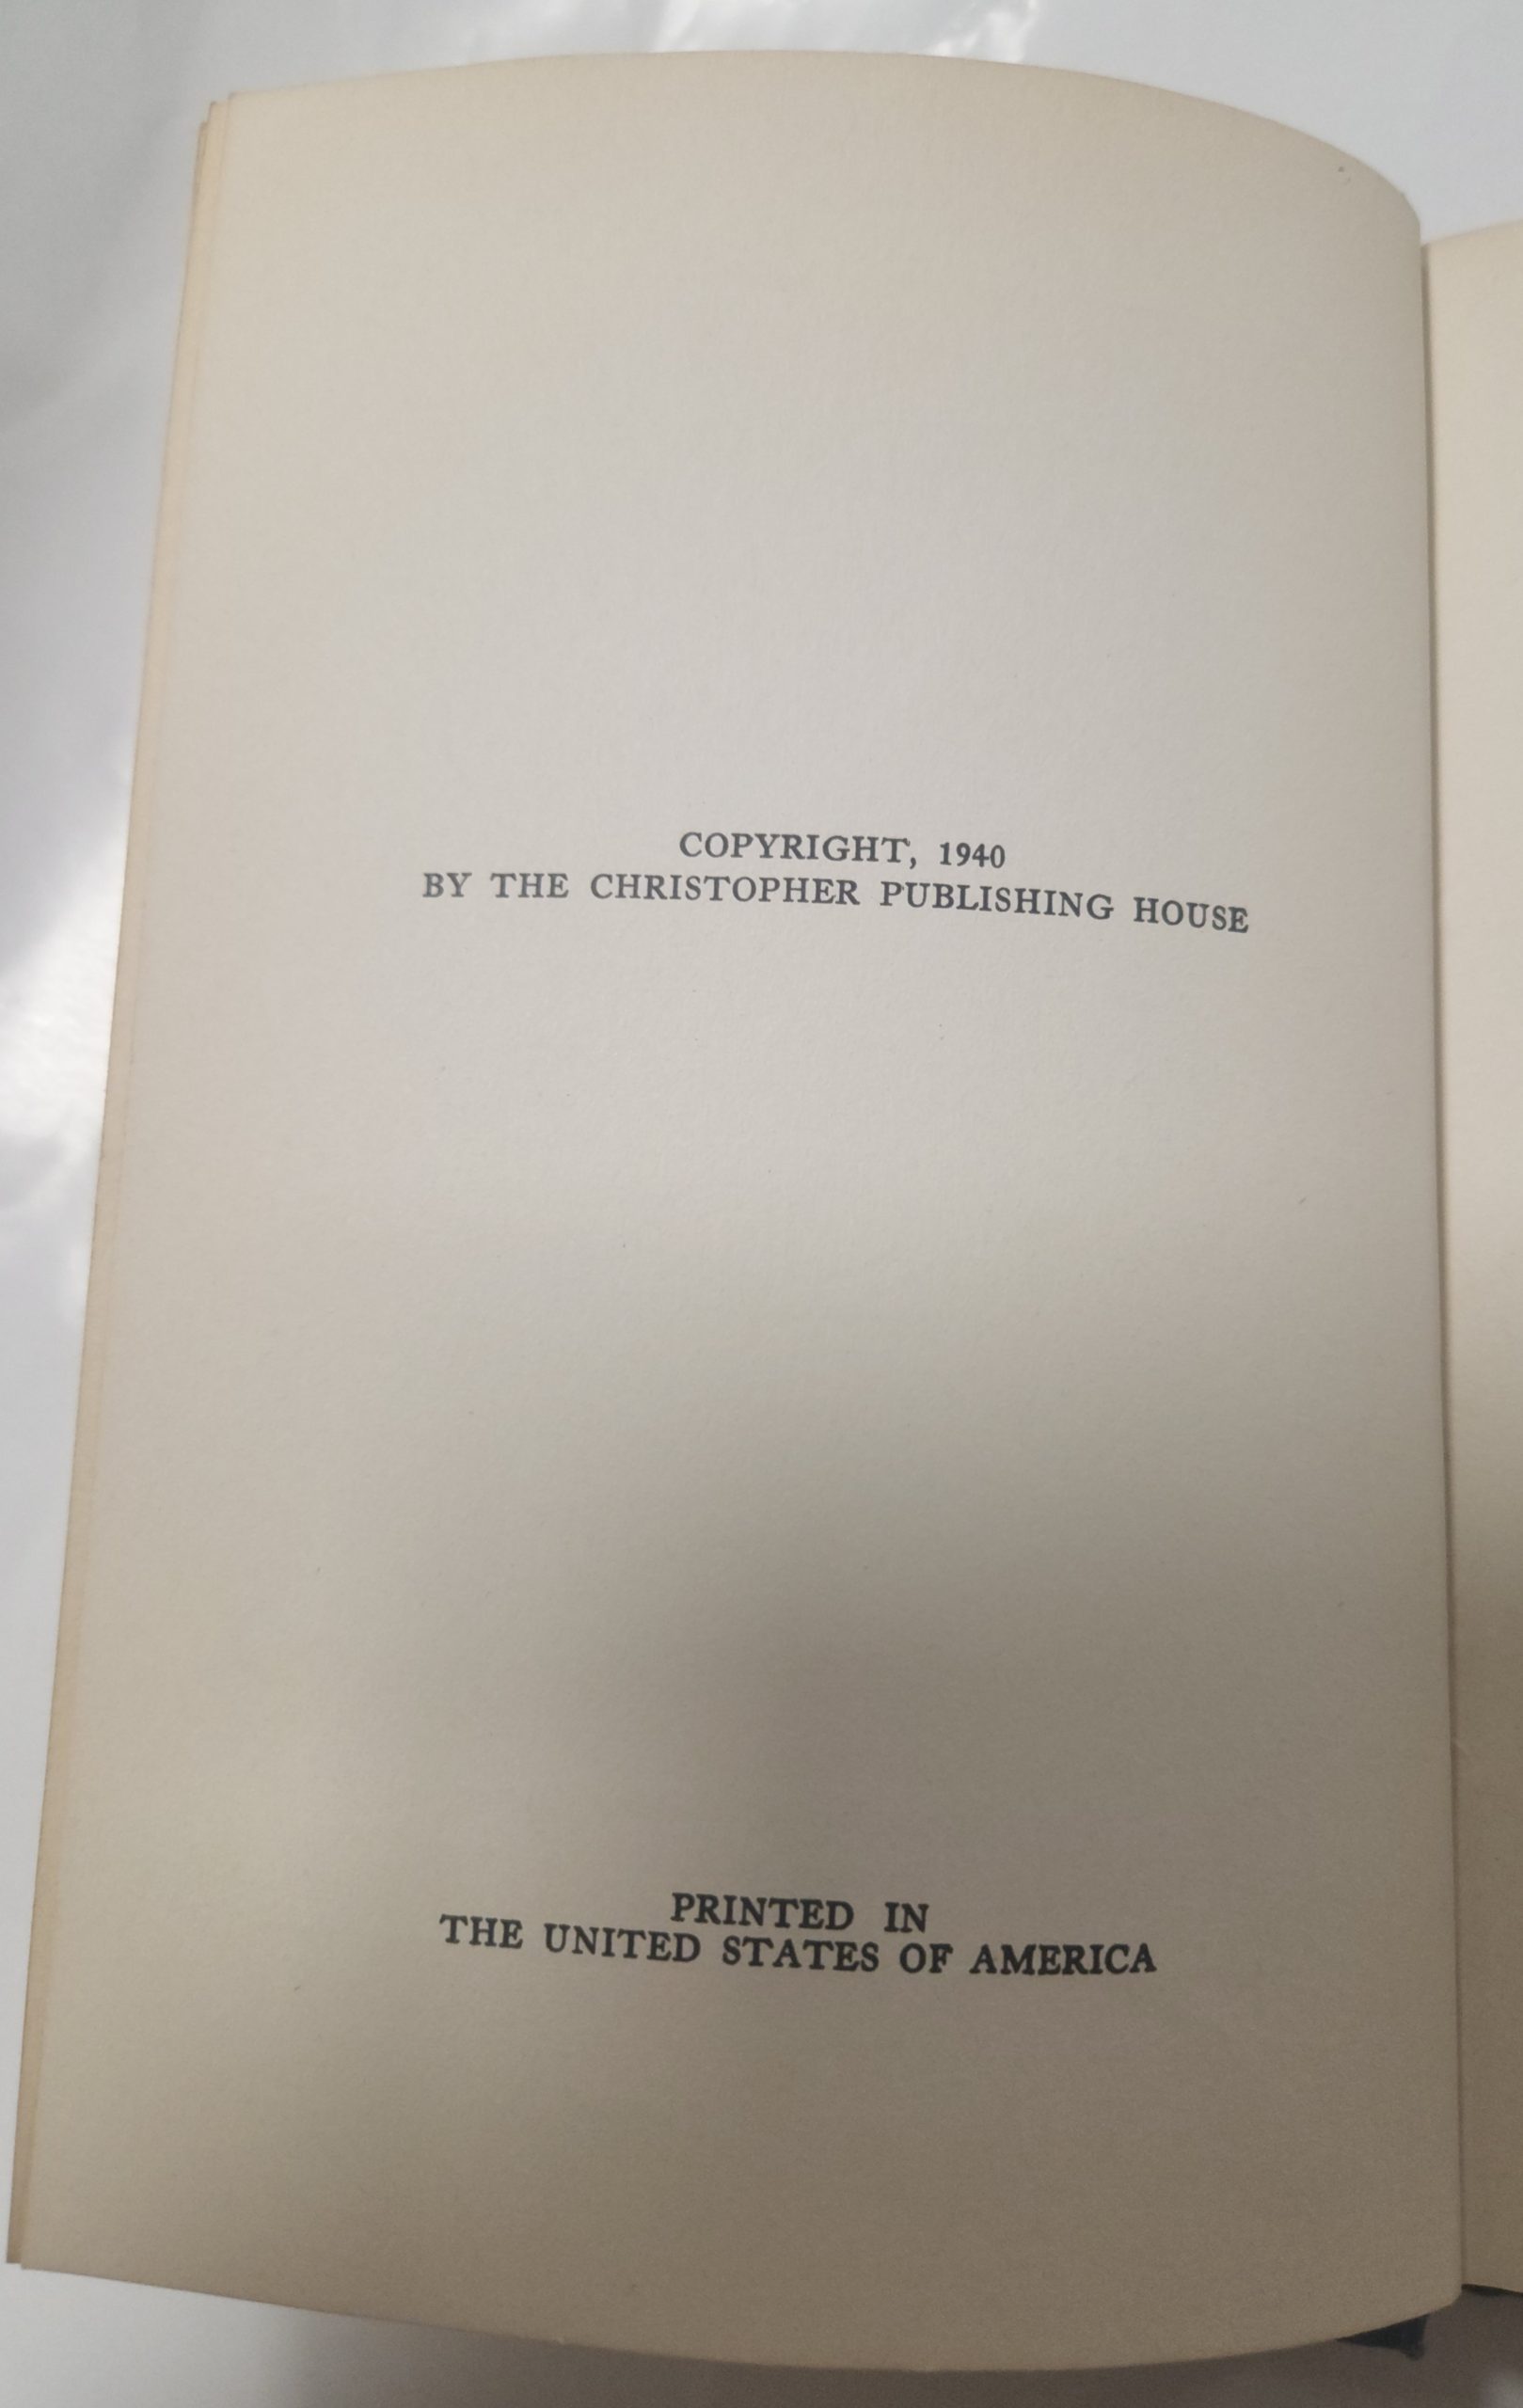 COPYRIGHT, 1940
BY THE CHRISTOPHER PUBLISHING HOUSE
PRINTED IN
THE UNITED STATES OF AMERICA